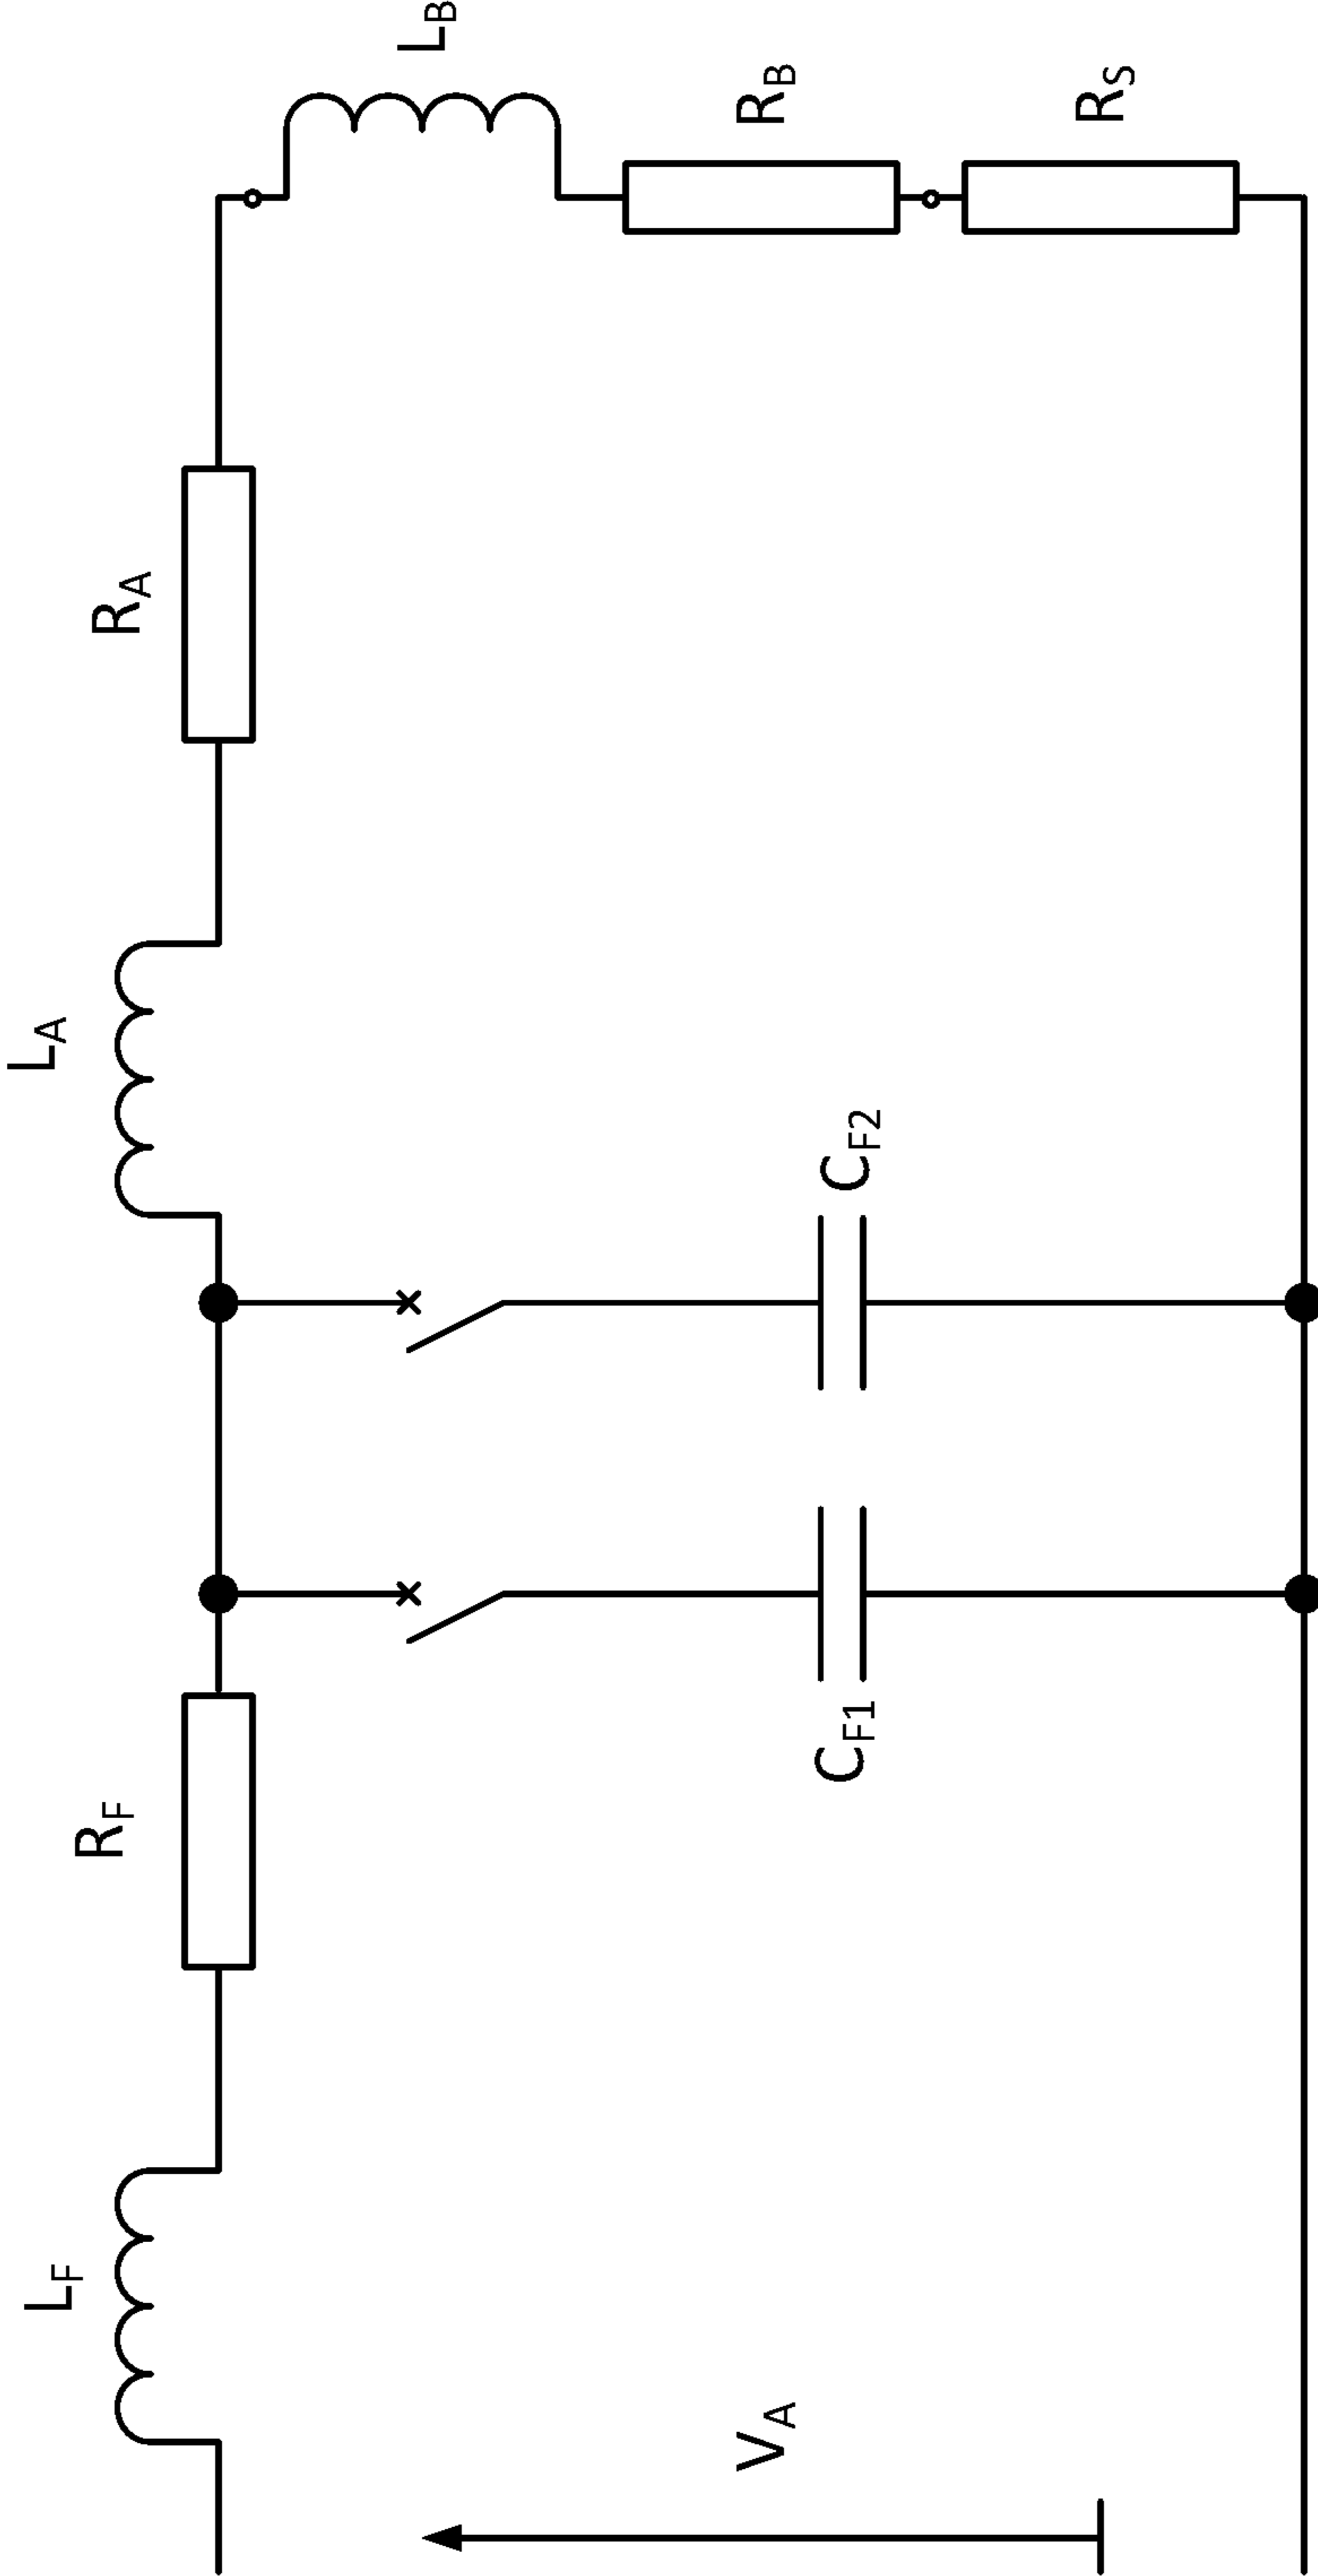 L_F
R_F
L_A
R_A
L_B
R_B
R_S
C_F1
C_F2
V_A